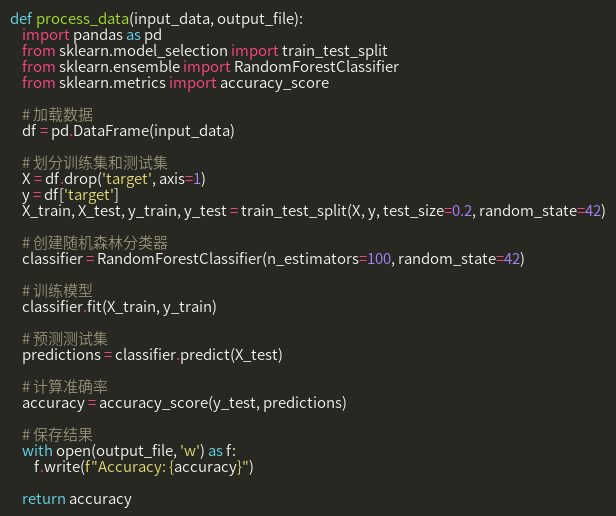 def process_data(input_data, output_file):
    import pandas as pd
    from sklearn.model_selection import train_test_split
    from sklearn.ensemble import RandomForestClassifier
    from sklearn.metrics import accuracy_score

    # 加载数据
    df = pd.DataFrame(input_data)

    # 划分训练集和测试集
    X = df.drop('target', axis=1)
    y = df['target']
    X_train, X_test, y_train, y_test = train_test_split(X, y, test_size=0.2, random_state=42)

    # 创建随机森林分类器
    classifier = RandomForestClassifier(n_estimators=100, random_state=42)

    # 训练模型
    classifier.fit(X_train, y_train)

    # 预测测试集
    predictions = classifier.predict(X_test)

    # 计算准确率
    accuracy = accuracy_score(y_test, predictions)

    # 保存结果
    with open(output_file, 'w') as f:
        f.write(f"Accuracy: {accuracy}")

    return accuracy